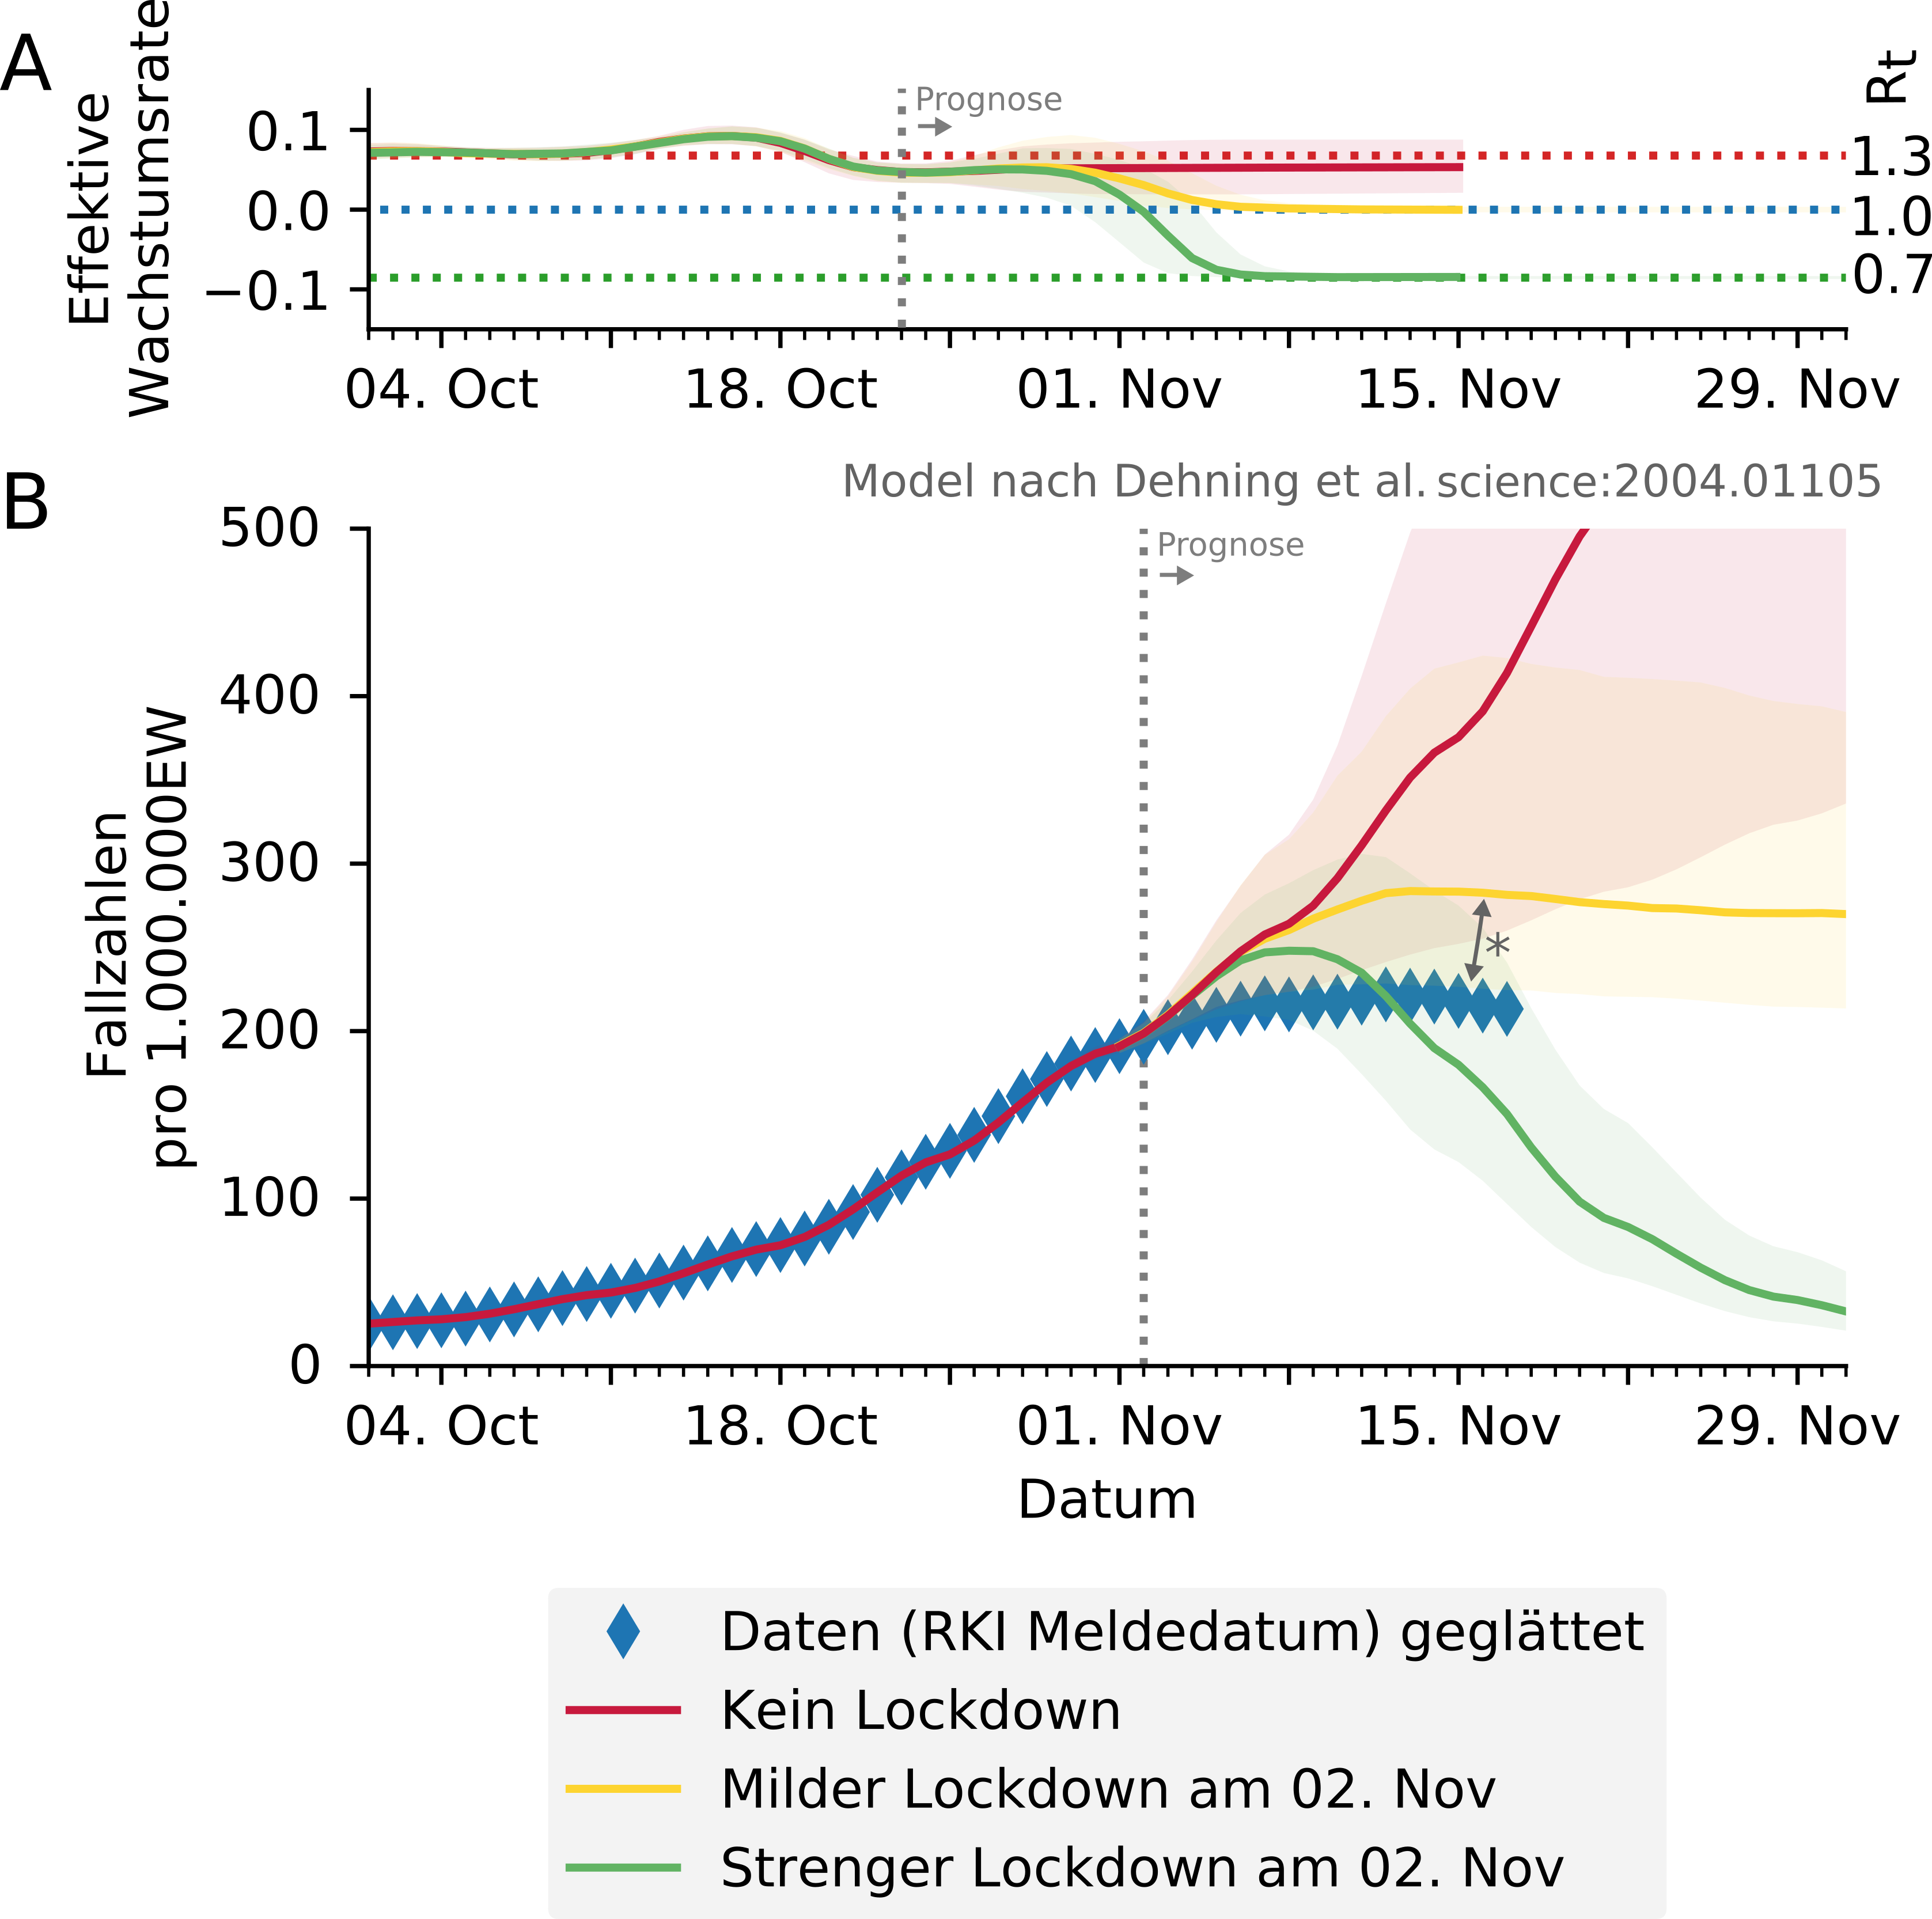 A
Effektive
Wachstumsrate
Rt
Prognose
0.1
0.0
−0.1
1.3
1.0
0.7
04. Oct
18. Oct
01. Nov
15. Nov
29. Nov
Model nach Dehning et al. science:2004.01105
B
Fallzahlen
pro 1.000.000EW
500
400
300
200
100
0
Prognose
*
04. Oct
18. Oct
01. Nov
15. Nov
29. Nov
Datum
Daten (RKI Meldedatum) geglättet
Kein Lockdown
Milder Lockdown am 02. Nov
Strenger Lockdown am 02. Nov